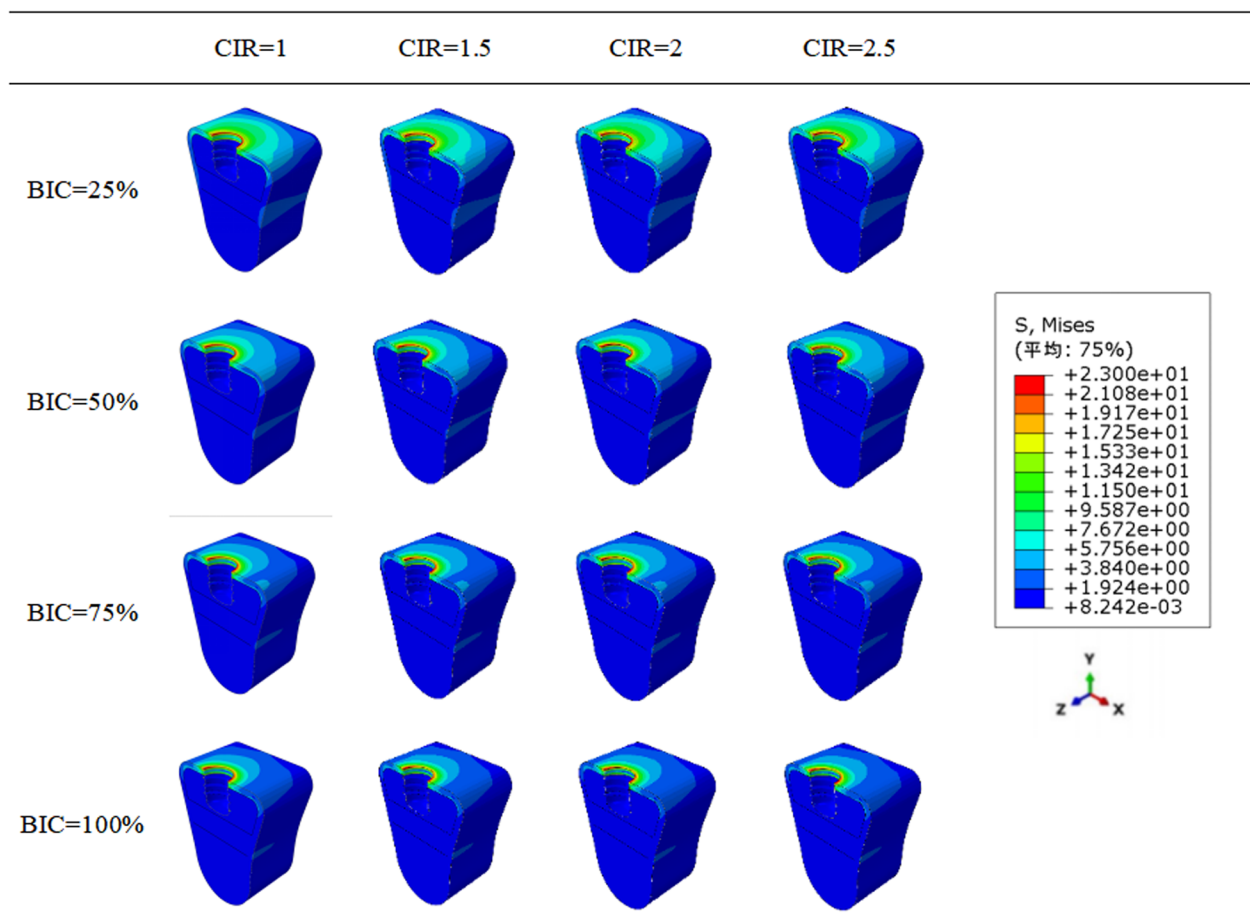 CIR=1 CIR=1.5 CIR=2 CIR=2.5
BIC=25%
BIC=50%
BIC=75%
BIC=100%
S, Mises
(平均: 75%)
+2.300e+01
+2.108e+01
+1.917e+01
+1.725e+01
+1.533e+01
+1.342e+01
+1.150e+01
+9.587e+00
+7.672e+00
+5.756e+00
+3.840e+00
+1.924e+00
+8.242e-03
Y
Z X